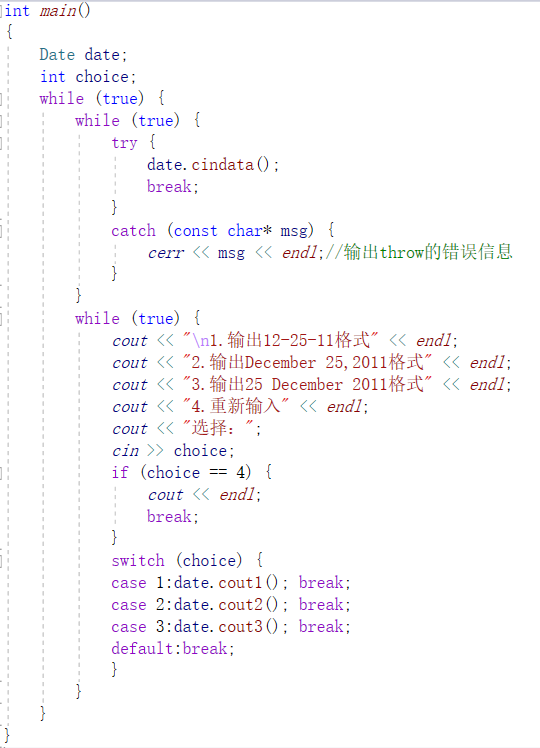 int main()
{
Date date;
int choice;
while (true) {
while (true) {
try {
date.cindata();
break;
}
catch (const char* msg) {
cerr << msg << endl;//输出throw的错误信息
}
}
while (true) {
cout << "\n1.输出12-25-11格式" << endl;
cout << "2.输出December 25,2011格式" << endl;
cout << "3.输出25 December 2011格式" << endl;
cout << "4.重新输入" << endl;
cout << "选择：";
cin >> choice;
if (choice == 4) {
cout << endl;
break;
}
switch (choice) {
case 1:date.cout1(); break;
case 2:date.cout2(); break;
case 3:date.cout3(); break;
default:break;
}
}
}
}